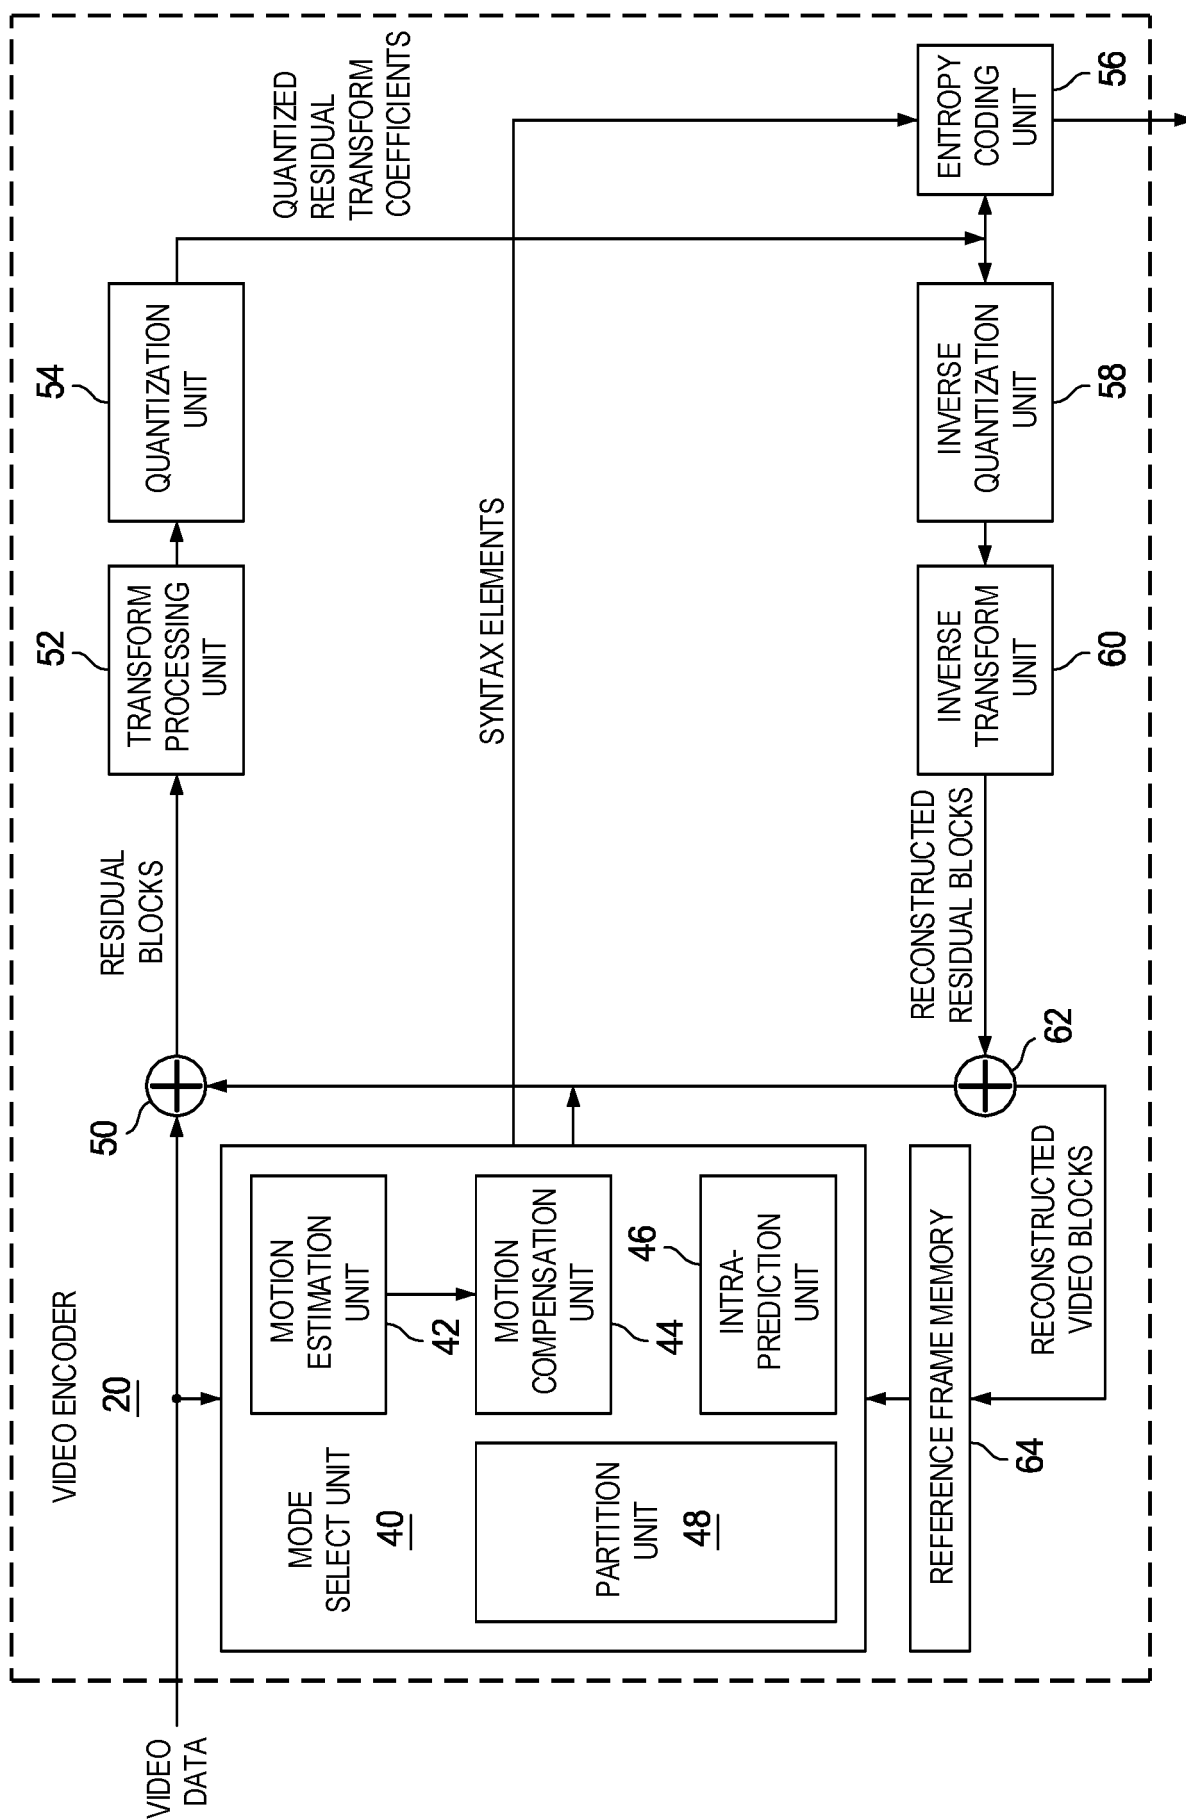 VIDEO ENCODER
20
VIDEO
DATA
50
RESIDUAL
BLOCKS
52
TRANSFORM
PROCESSING
UNIT
54
QUANTIZATION
UNIT
QUANTIZED
RESIDUAL
TRANSFORM
COEFFICIENTS
MODE
SELECT UNIT
40
MOTION
ESTIMATION
UNIT
42
MOTION
COMPENSATION
UNIT
44
46
INTRA-
PREDICTION
UNIT
PARTITION
UNIT
48
SYNTAX ELEMENTS
REFERENCE FRAME MEMORY
64
RECONSTRUCTED
VIDEO BLOCKS
62
RECONSTRUCTED
RESIDUAL BLOCKS
INVERSE
TRANSFORM
UNIT
60
INVERSE
QUANTIZATION
UNIT
58
ENTROPY
CODING
UNIT
56